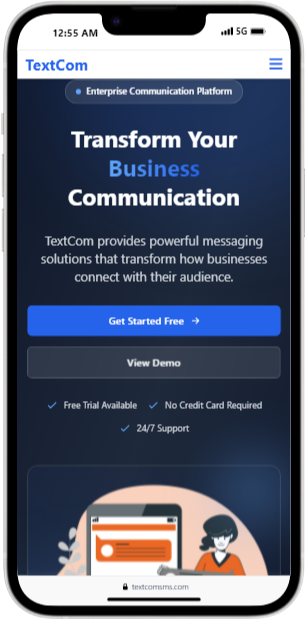 12:55 AM
5G
TextCom
Enterprise Communication Platform
Transform Your
Business
Communication
TextCom provides powerful messaging
solutions that transform how businesses
connect with their audience.
Get Started Free →
View Demo
✓ Free Trial Available ✓ No Credit Card Required
✓ 24/7 Support
textcomsms.com